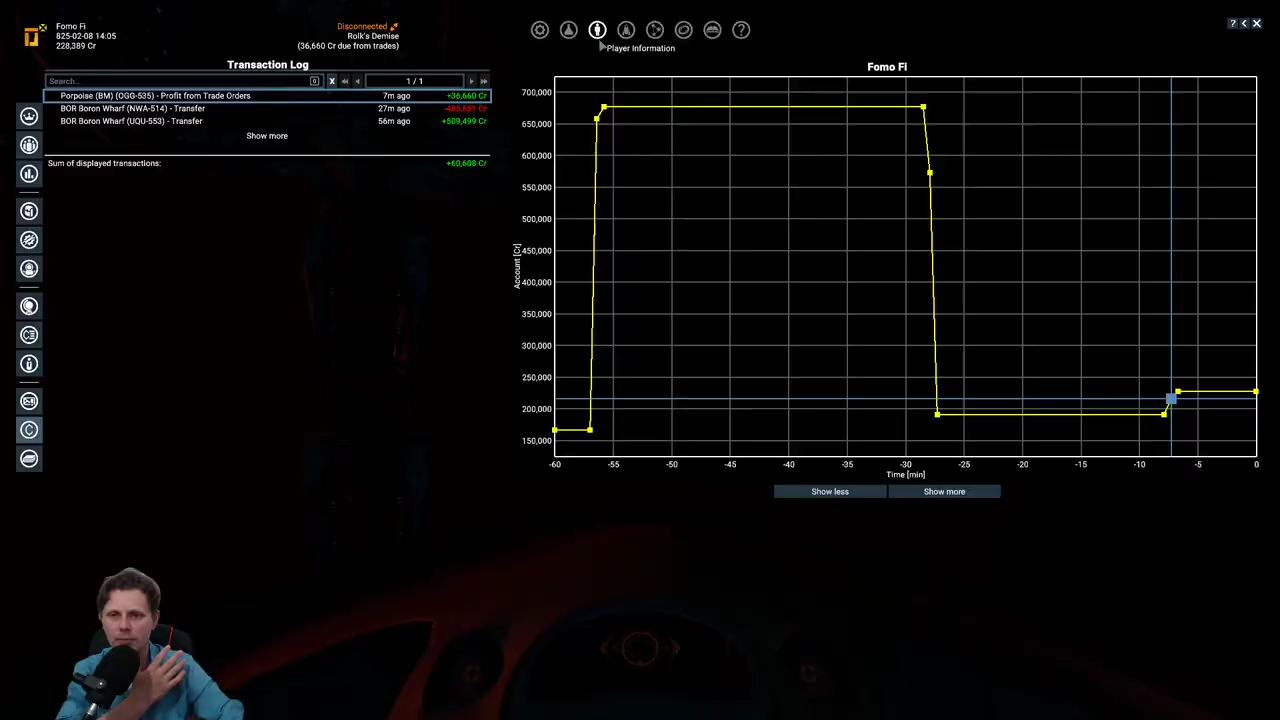 Fomo Fi
825-02-08 14:05
228,389 Cr
Disconnected
Rolk's Demise
(36,660 Cr due from trades)
Player Information
? < X
Transaction Log
Search...
0
X
1 / 1
Porpoise (BM) (OGG-535) - Profit from Trade Orders 7m ago +36,660 Cr
BOR Boron Wharf (NWA-514) - Transfer 27m ago -485,551 Cr
BOR Boron Wharf (UQU-553) - Transfer 56m ago +509,499 Cr
Show more
Sum of displayed transactions: +60,608 Cr
Fomo Fi
700,000
650,000
600,000
550,000
500,000
450,000
400,000
350,000
300,000
250,000
200,000
150,000
Account [Cr]
-60 -55 -50 -45 -40 -35 -30 -25 -20 -15 -10 -5 0
Time [min]
Show less
Show more